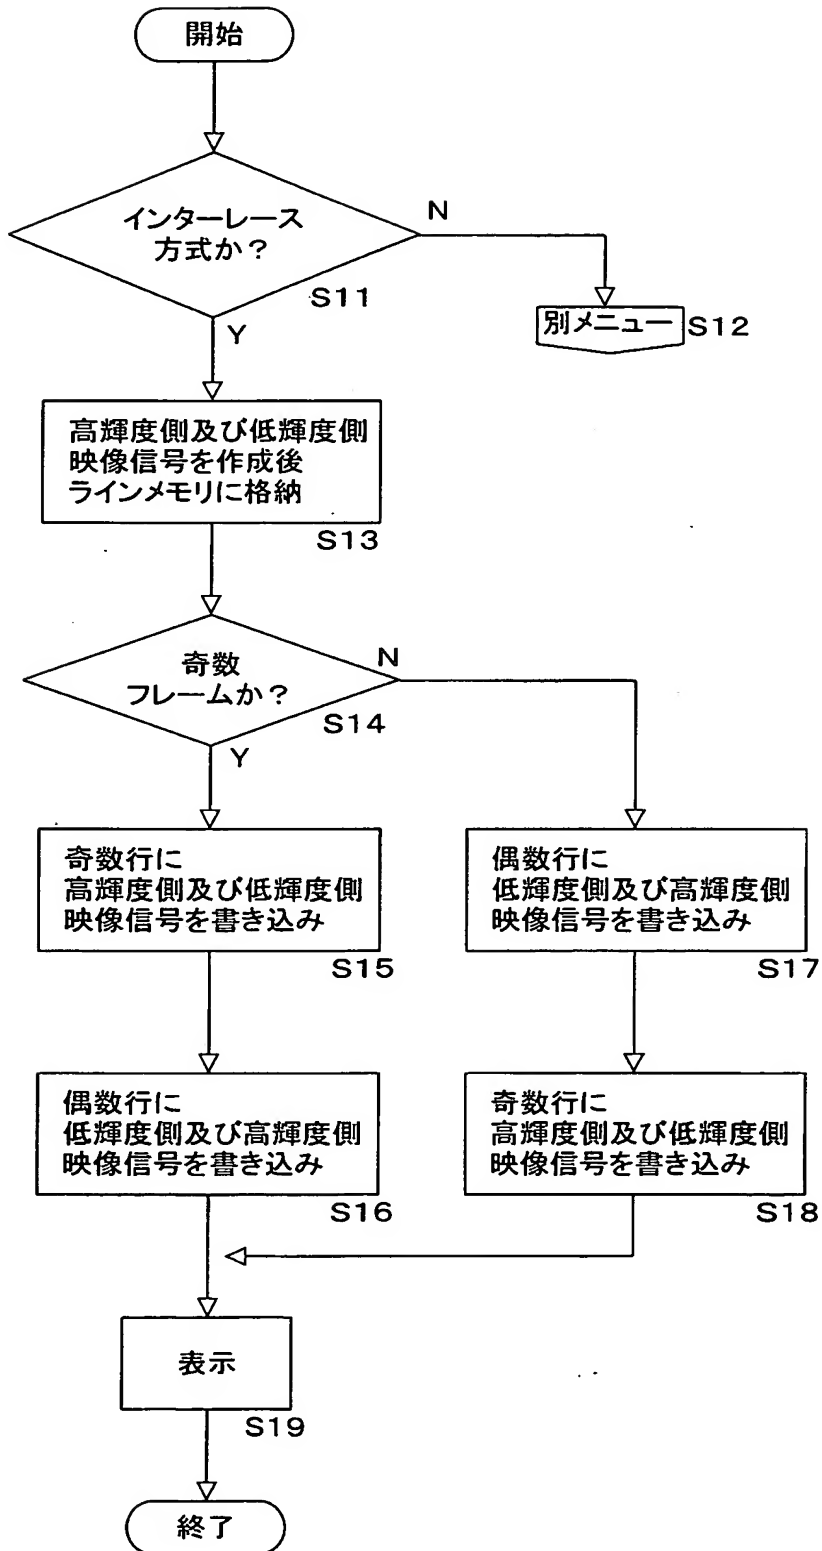 開始
インターレース
方式か？
N
S11
Y
別メニュー
S12
高輝度側及び低輝度側
映像信号を作成後
ラインメモリに格納
S13
奇数
フレームか？
N
S14
Y
奇数行に
高輝度側及び低輝度側
映像信号を書き込み
S15
偶数行に
低輝度側及び高輝度側
映像信号を書き込み
S17
偶数行に
低輝度側及び高輝度側
映像信号を書き込み
S16
奇数行に
高輝度側及び低輝度側
映像信号を書き込み
S18
表示
S19
終了